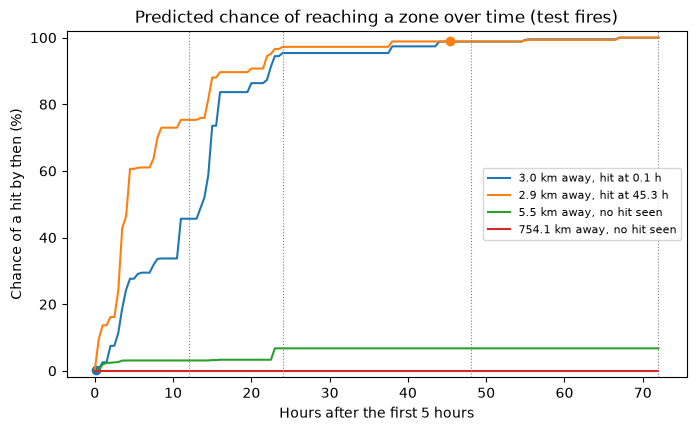 Predicted chance of reaching a zone over time (test fires)
Chance of a hit by then (%)
100
80
60
40
20
0
3.0 km away, hit at 0.1 h
2.9 km away, hit at 45.3 h
5.5 km away, no hit seen
754.1 km away, no hit seen
0 10 20 30 40 50 60 70
Hours after the first 5 hours